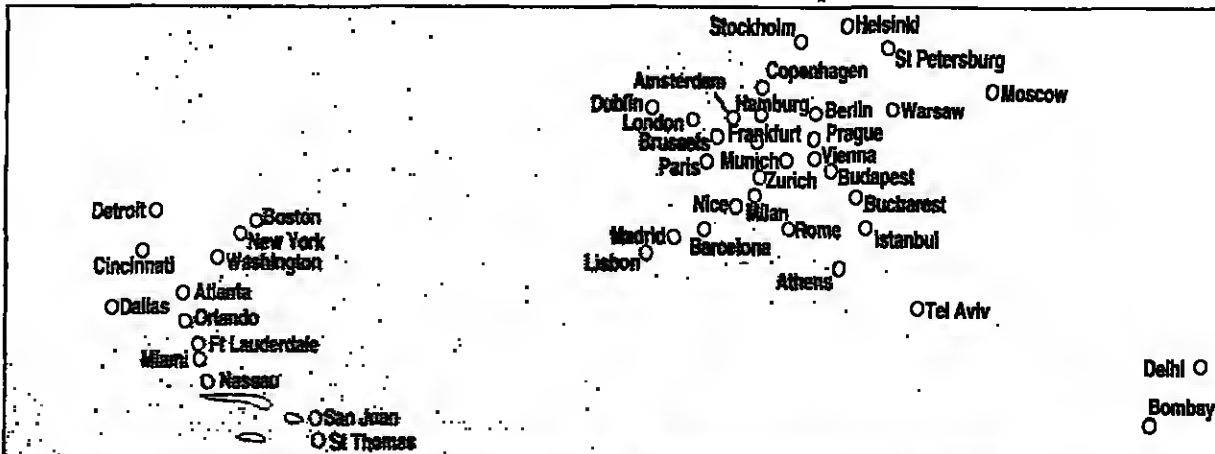 Stockholm
Helsinki
St Petersburg
Copenhagen
Amsterdam
Moscow
Dublin
Hamburg
Berlin
Warsaw
London
Brussels
Frankfurt
Prague
Paris
Munich
Vienna
Zurich
Budapest
Detroit
Boston
Nice
Milan
Bucharest
New York
Madrid
Barcelona
Rome
Istanbul
Cincinnati
Washington
Lisbon
Athens
Atlanta
Dallas
Orlando
Tel Aviv
Ft Lauderdale
Miami
Delhi
Nassau
Bombay
San Juan
St Thomas